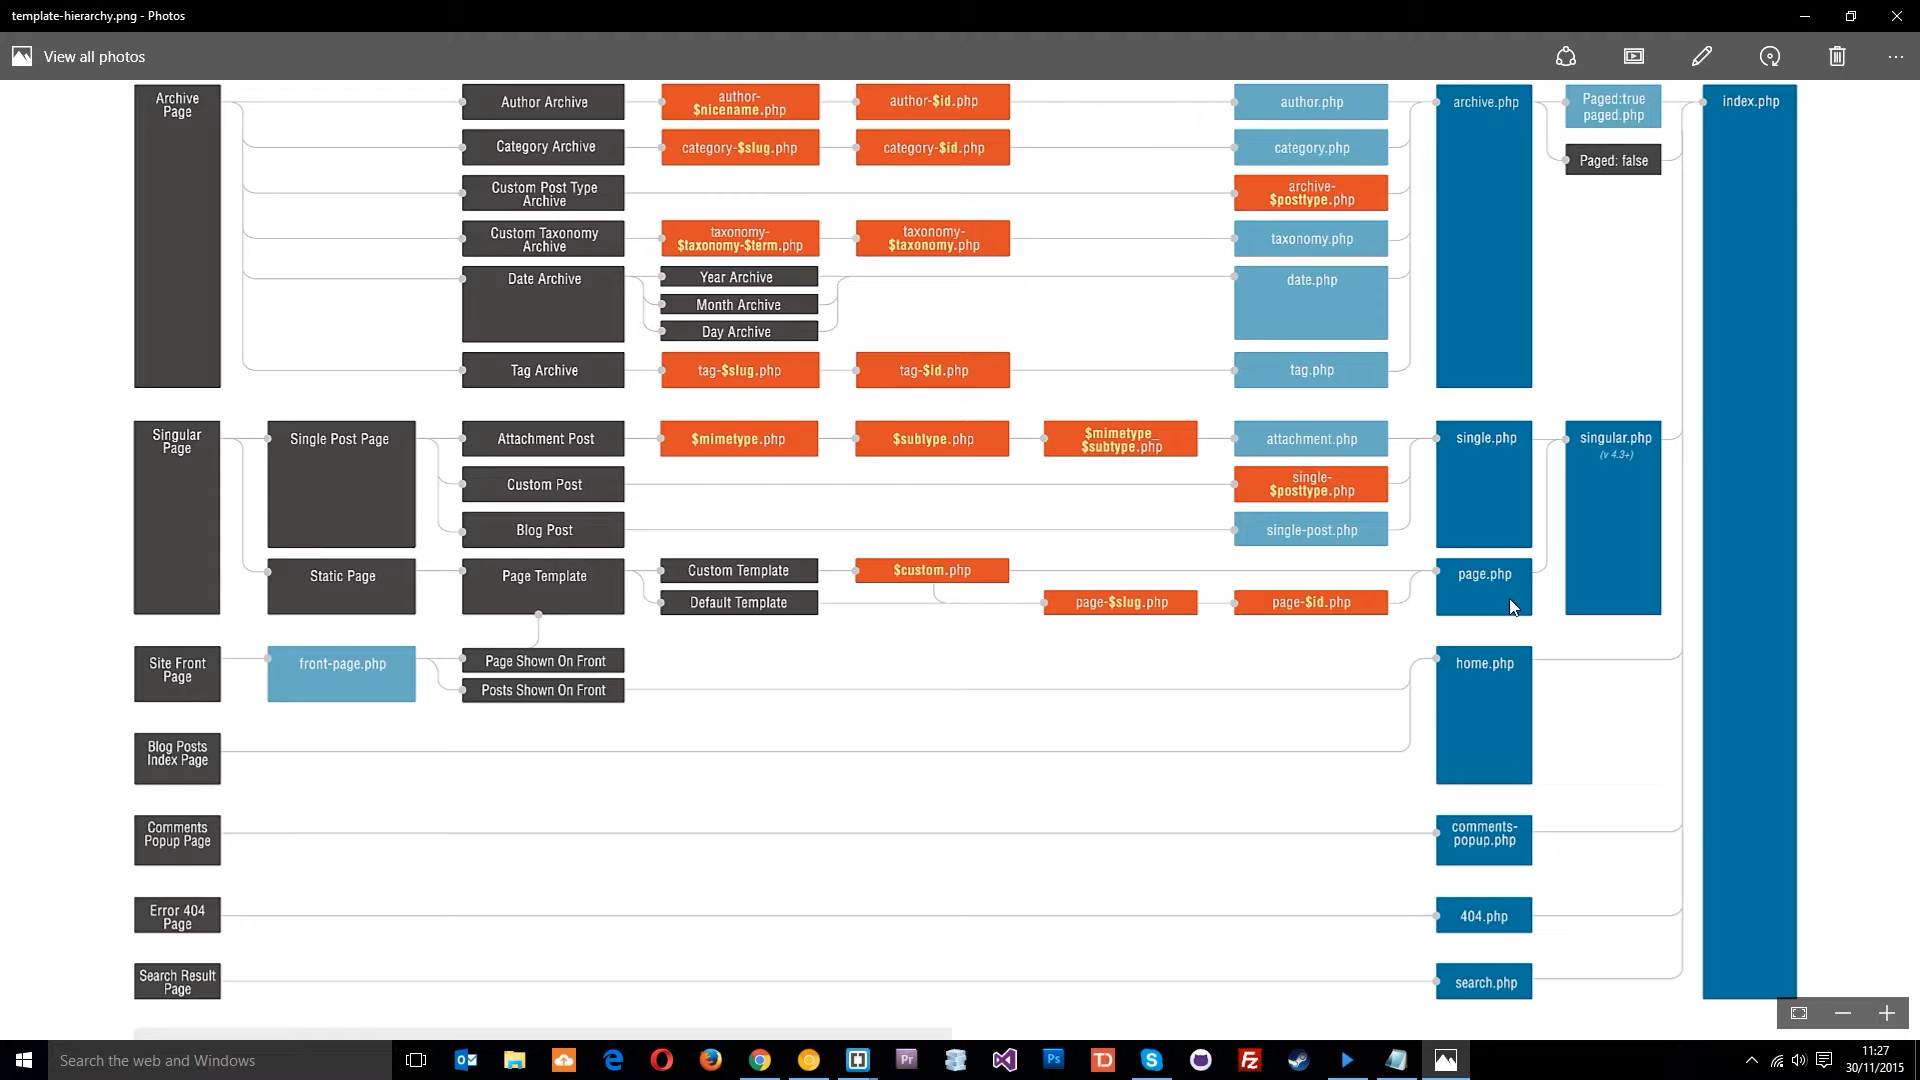 template-hierarchy.png - Photos
View all photos
Archive
Page
Author Archive
author-
$nicename.php
author-$id.php
author.php
archive.php
Paged:true
paged.php
index.php
Category Archive
category-$slug.php
category-$id.php
category.php
Paged: false
Custom Post Type
Archive
archive-
$posttype.php
Custom Taxonomy
Archive
taxonomy-
$taxonomy-$term.php
taxonomy-
$taxonomy.php
taxonomy.php
Date Archive
Year Archive
Month Archive
Day Archive
date.php
Tag Archive
tag-$slug.php
tag-$id.php
tag.php
Singular
Page
Single Post Page
Attachment Post
$mimetype.php
$subtype.php
$mimetype_
$subtype.php
attachment.php
single.php
singular.php
(v 4.3+)
Custom Post
single-
$posttype.php
Blog Post
single-post.php
Static Page
Page Template
Custom Template
$custom.php
page.php
Default Template
page-$slug.php
page-$id.php
Site Front
Page
front-page.php
Page Shown On Front
Posts Shown On Front
home.php
Blog Posts
Index Page
Comments
Popup Page
comments-
popup.php
Error 404
Page
404.php
Search Result
Page
search.php
Search the web and Windows
11:27
30/11/2015